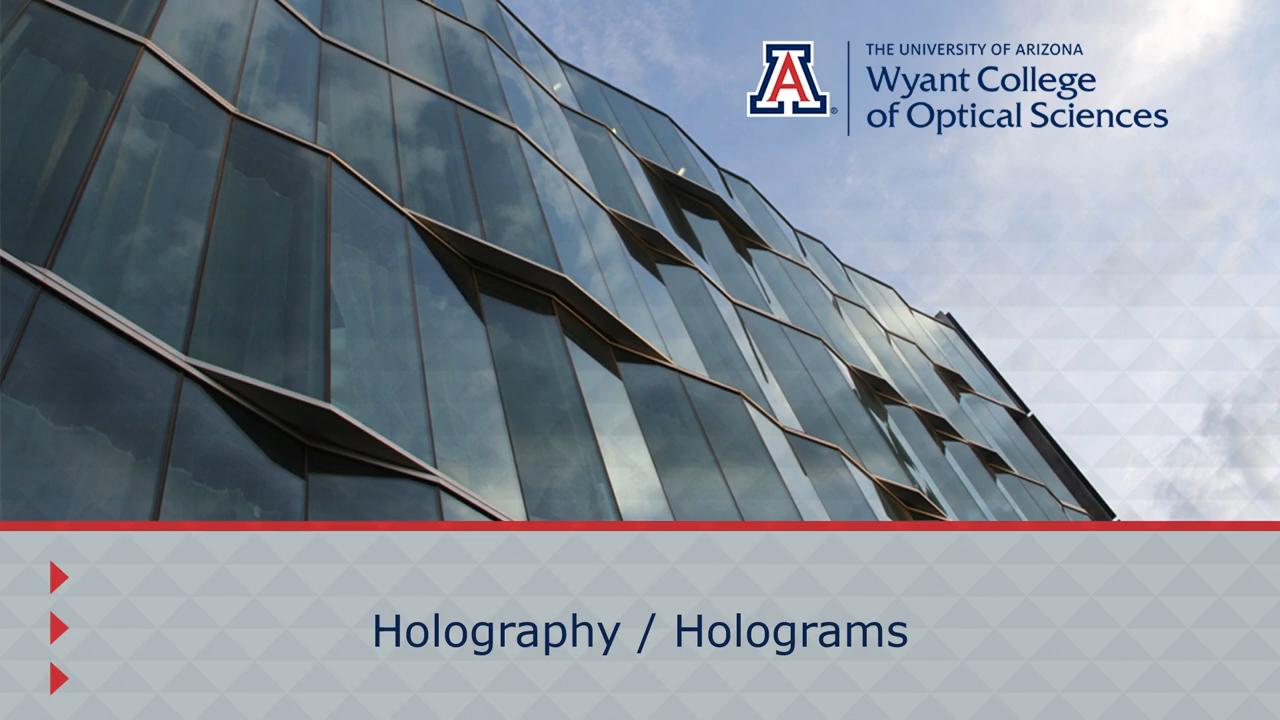 THE UNIVERSITY OF ARIZONA
Wyant College
of Optical Sciences
A
®
Holography / Holograms